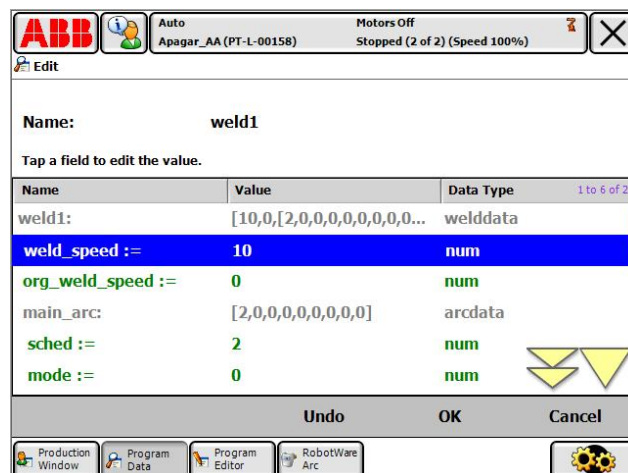 ABB
Auto Motors Off
Apagar_AA (PT-L-00158) Stopped (2 of 2) (Speed 100%)
Edit
Name: weld1
Tap a field to edit the value.
Name Value Data Type 1 to 6 of 2
weld1: [10,0,[2,0,0,0,0,0,0,0,0... welddata
weld_speed := 10 num
org_weld_speed := 0 num
main_arc: [2,0,0,0,0,0,0,0,0] arcdata
sched := 2 num
mode := 0 num
Undo OK Cancel
Production Window
Program Data
Program Editor
RobotWare Arc